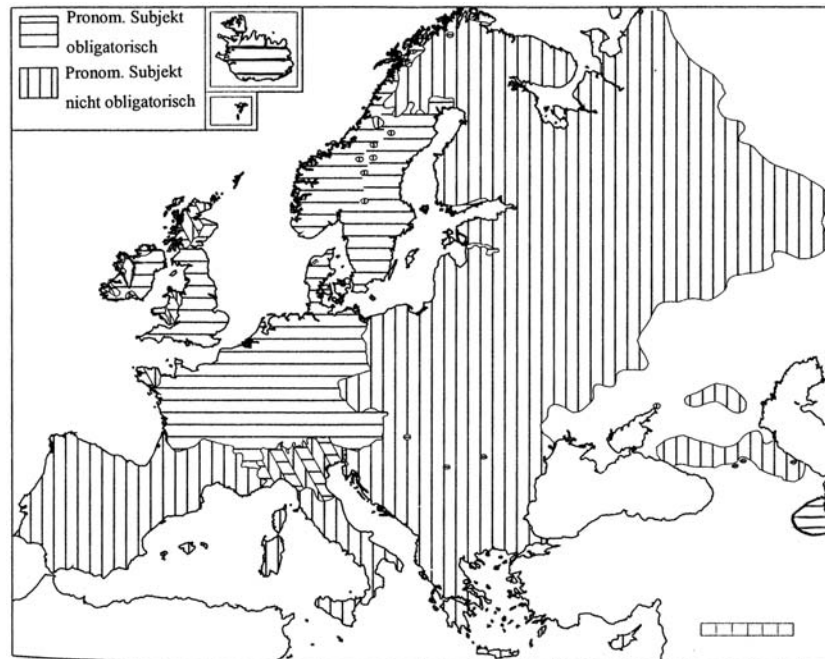 Pronom. Subjekt
obligatorisch
Pronom. Subjekt
nicht obligatorisch